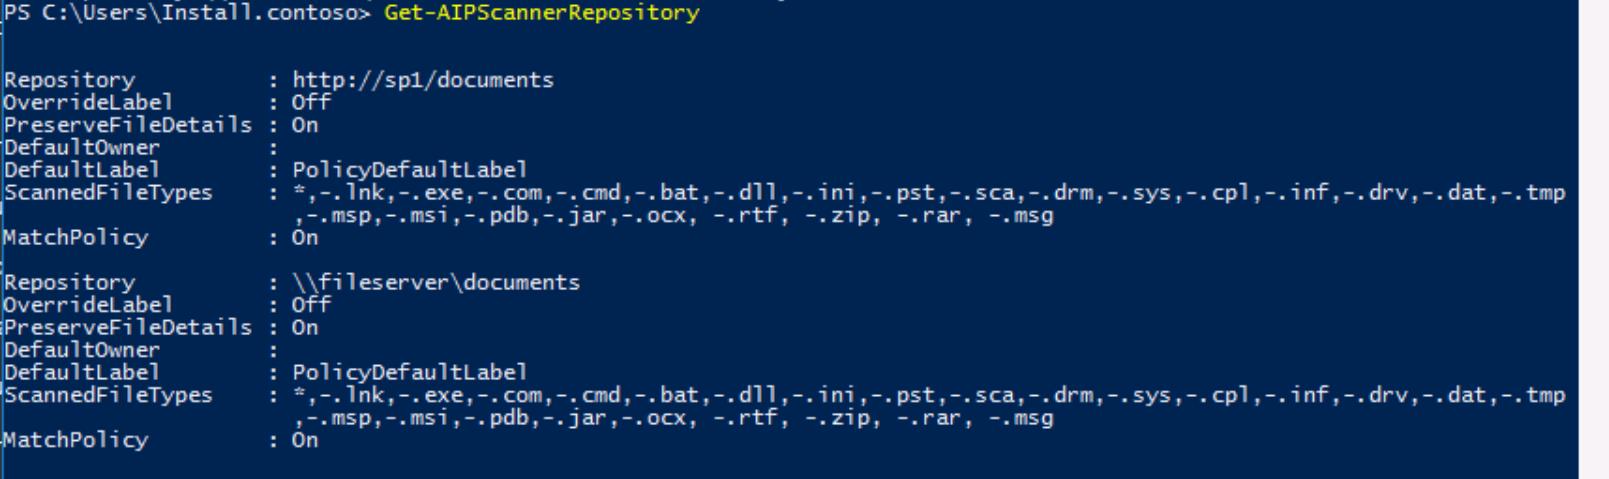 PS C:\Users\Install.contoso> Get-AIPScannerRepository
Repository : http://sp1/documents
OverrideLabel : Off
PreserveFileDetails : On
DefaultOwner :
DefaultLabel : PolicyDefaultLabel
ScannedFileTypes : *,-.lnk,-.exe,-.com,-.cmd,-.bat,-.dll,-.ini,-.pst,-.sca,-.drm,-.sys,-.cpl,-.inf,-.drv,-.dat,-.tmp
,-.msp,-.msi,-.pdb,-.jar,-.ocx, -.rtf, -.zip, -.rar, -.msg
MatchPolicy : On
Repository : \\fileserver\documents
OverrideLabel : Off
PreserveFileDetails : On
DefaultOwner :
DefaultLabel : PolicyDefaultLabel
ScannedFileTypes : *,-.lnk,-.exe,-.com,-.cmd,-.bat,-.dll,-.ini,-.pst,-.sca,-.drm,-.sys,-.cpl,-.inf,-.drv,-.dat,-.tmp
,-.msp,-.msi,-.pdb,-.jar,-.ocx, -.rtf, -.zip, -.rar, -.msg
MatchPolicy : On